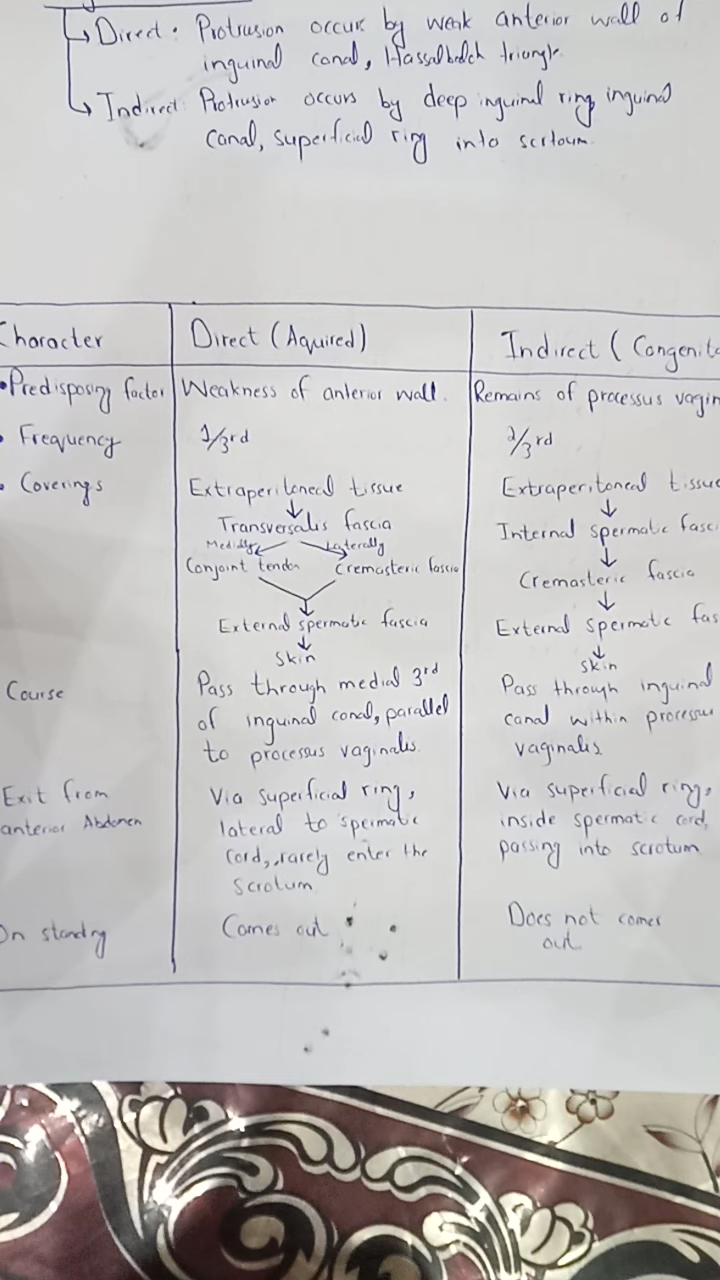 Direct: Protrusion occur by weak anterior wall of
inguinal canal, Hassalbalch triangle.
Indirect: Protrusion occurs by deep inguinal ring, inguinal
canal, superficial ring into scrtoum.
Character Direct (Aquired) Indirect (Congenita
•Predisposing factor Weakness of anterior wall. Remains of processus vagin
• Frequency 1/3rd 2/3rd
• Coverings Extraperitoneal tissue Extraperitoneal tissue
↓ ↓
Transversalis fascia Internal spermatic fasci
Medially Laterally ↓
Conjoint tendon Cremasteric fascia Cremasteric fascia
↓ ↓
External spermatic fascia External spermatic fas
↓ ↓
Skin skin
Course Pass through medial 3rd Pass through inguinal
of inguinal canal, parallel canal within processu
to processus vaginalis. vaginalis
Exit from Via superficial ring, Via superficial ring,
anterior Abdomen lateral to spermatic inside spermatic cord,
cord, rarely enter the passing into scrotum
scrotum
On standing Comes out Does not comes
out